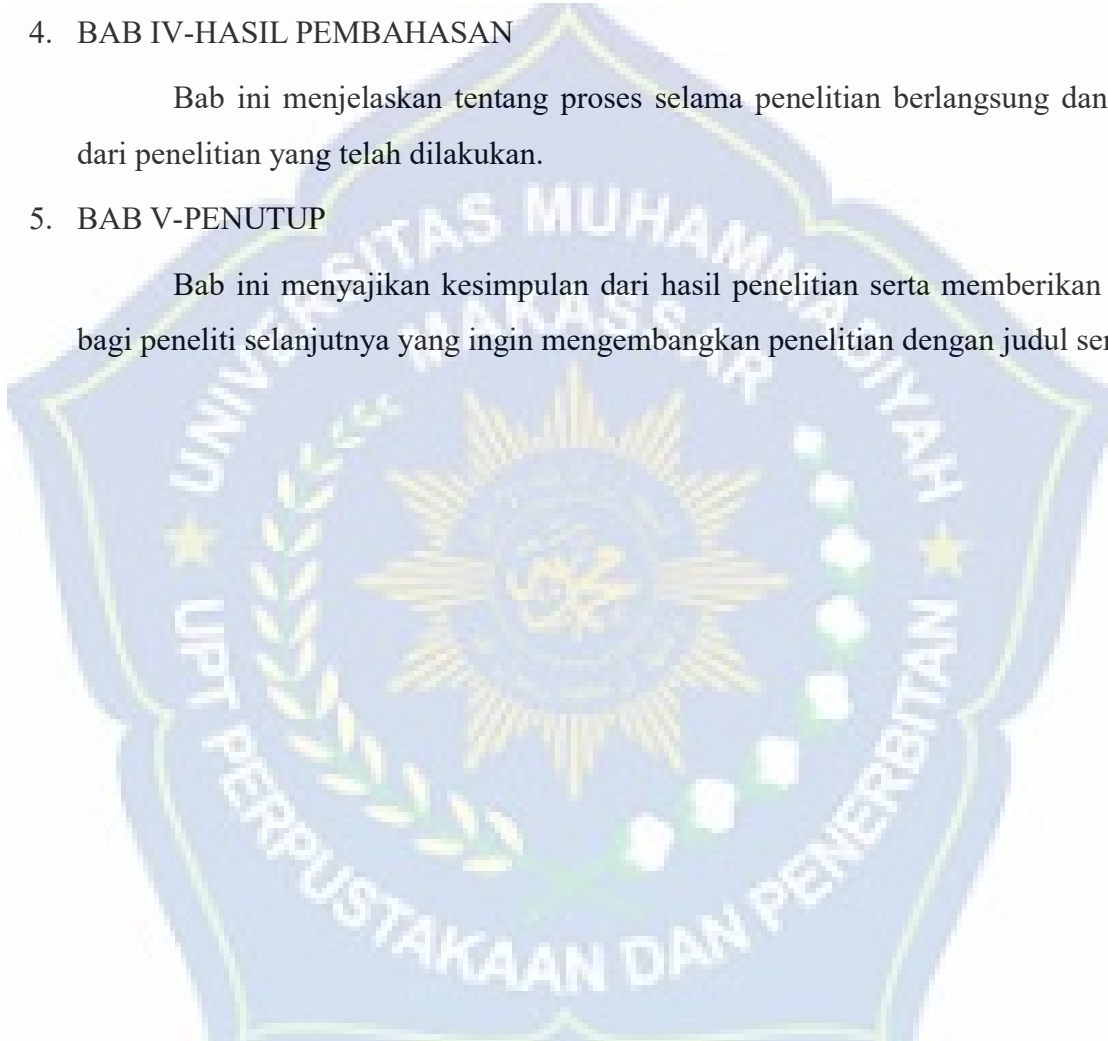 4. BAB IV-HASIL PEMBAHASAN
Bab ini menjelaskan tentang proses selama penelitian berlangsung dan
dari penelitian yang telah dilakukan.
5. BAB V-PENUTUP
Bab ini menyajikan kesimpulan dari hasil penelitian serta memberikan
bagi peneliti selanjutnya yang ingin mengembangkan penelitian dengan judul
UNIVERSITAS MUHAMMADIYAH
MAKASSAR
UPT PERPUSTAKAAN DAN PENERBITAN